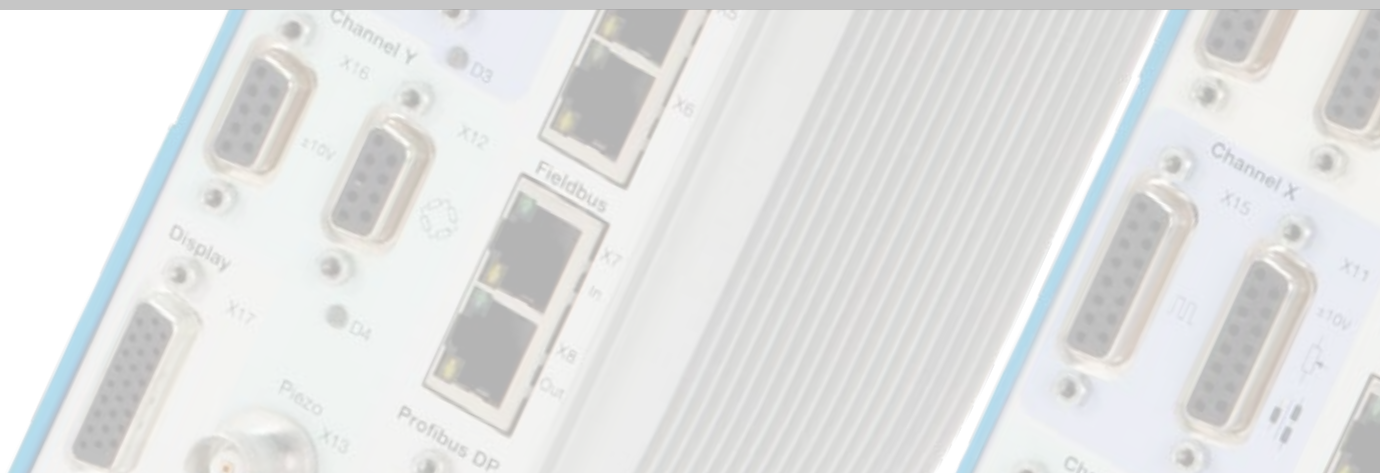 Channel Y
X16
D3
X5
X6
±10V
X12
Fieldbus
Display
X17
D4
X7
In
X8
Out
Piezo
X13
Profibus DP
Channel X
X15
X11
±10V